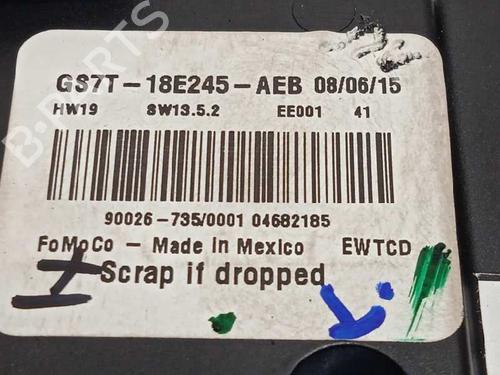 GS7T-18E245-AEB 08/06/15
HW19 SW13.5.2 EE001 41
90026-735/0001 04682185
FoMoCo - Made In Mexico EWTCD
Scrap if dropped
B-PARTS